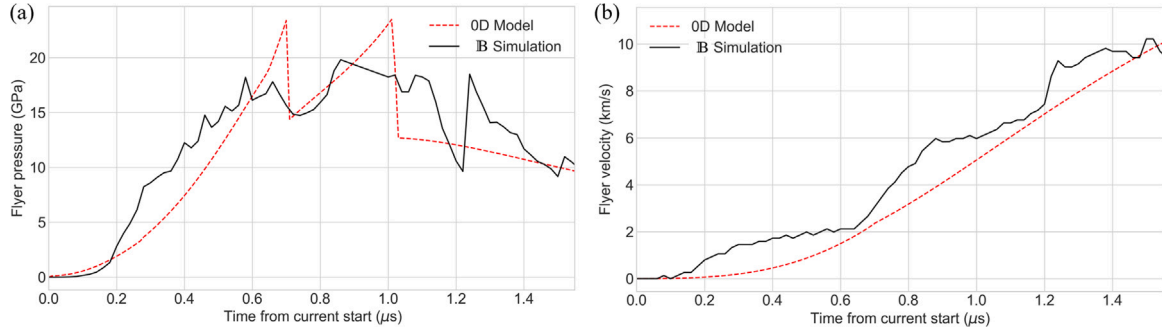 (a)
0D Model
𝔹 Simulation
Flyer pressure (GPa)
20
15
10
5
0
0.0 0.2 0.4 0.6 0.8 1.0 1.2 1.4
Time from current start (μs)
(b)
0D Model
𝔹 Simulation
Flyer velocity (km/s)
10
8
6
4
2
0
0.0 0.2 0.4 0.6 0.8 1.0 1.2 1.4
Time from current start (μs)